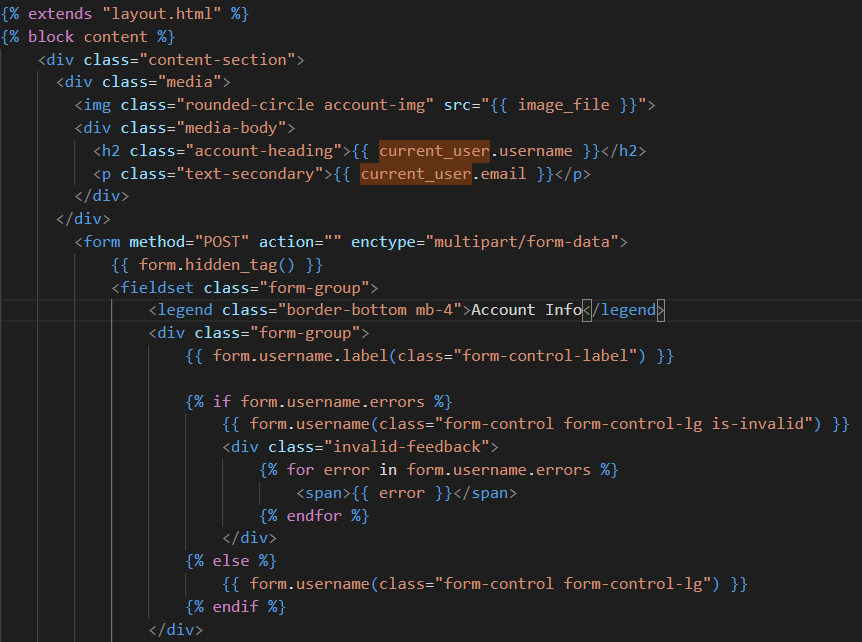 {% extends "layout.html" %}
{% block content %}
<div class="content-section">
<div class="media">
<img class="rounded-circle account-img" src="{{ image_file }}">
<div class="media-body">
<h2 class="account-heading">{{ current_user.username }}</h2>
<p class="text-secondary">{{ current_user.email }}</p>
</div>
</div>
<form method="POST" action="" enctype="multipart/form-data">
{{ form.hidden_tag() }}
<fieldset class="form-group">
<legend class="border-bottom mb-4">Account Info</legend>
<div class="form-group">
{{ form.username.label(class="form-control-label") }}
{% if form.username.errors %}
{{ form.username(class="form-control form-control-lg is-invalid") }}
<div class="invalid-feedback">
{% for error in form.username.errors %}
<span>{{ error }}</span>
{% endfor %}
</div>
{% else %}
{{ form.username(class="form-control form-control-lg") }}
{% endif %}
</div>